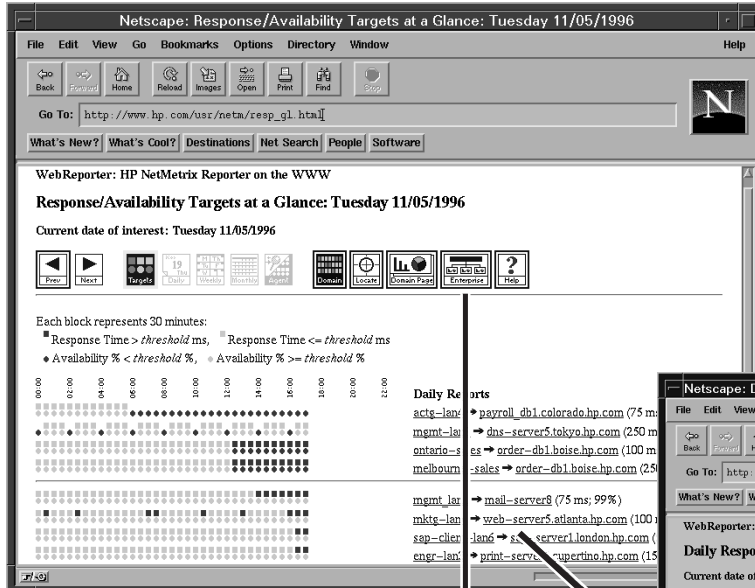 Netscape: Response/Availability Targets at a Glance: Tuesday 11/05/1996
File Edit View Go Bookmarks Options Directory Window Help
Back Forward Home Reload Images Open Print Find Stop
Go To: http://www.hp.com/usr/netm/resp_gl.html
N
What's New? What's Cool? Destinations Net Search People Software
WebReporter: HP NetMetrix Reporter on the WWW
Response/Availability Targets at a Glance: Tuesday 11/05/1996
Current date of interest: Tuesday 11/05/1996
Prev Next Targets Daily Weekly Monthly Agent Domain Locate Domain Page Enterprise Help
Each block represents 30 minutes:
Response Time > threshold ms, Response Time <= threshold ms
Availability % < threshold %, Availability % >= threshold %
00:00 02:00 04:00 06:00 08:00 10:00 12:00 14:00 16:00 18:00 20:00 22:00
Daily Reports
actg-lan4 → payroll_db1.colorado.hp.com (75 ms
mgmt-lan → dns-server5.tokyo.hp.com (250 m
ontario-sales → order-db1.boise.hp.com (100 m
melbourn sales → order-db1.boise.hp.com (250
mgmt_lan → mail-server8 (75 ms; 99%)
mktg-lan → web-server5.atlanta.hp.com (100
sap-clien lan6 → server1.london.hp.com (
engr-lan → print-serve cupertino.hp.com (15
Netscape: D
File Edit View
Back Forward
Go To: http:
What's New?
WebReporter:
Daily Respo
Current date of